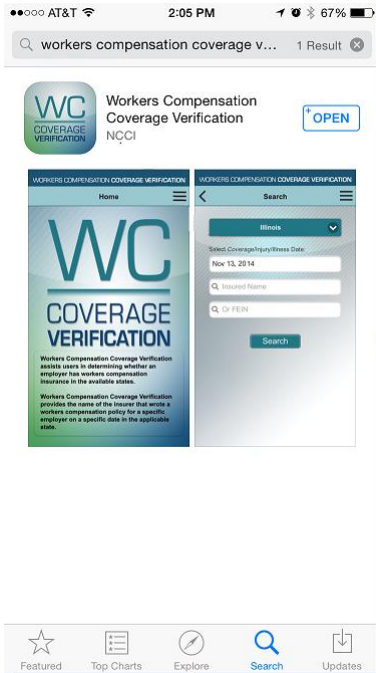 AT&T
2:05 PM
67%
workers compensation coverage v...
1 Result
WC
COVERAGE
VERIFICATION
Workers Compensation
Coverage Verification
NCCI
+OPEN
WORKERS COMPENSATION COVERAGE VERIFICATION
Home
WC
COVERAGE
VERIFICATION
Workers Compensation Coverage Verification
assists users in determining whether an
employer has workers compensation
insurance in the available states.
Workers Compensation Coverage Verification
provides the name of the insurer that wrote a
workers compensation policy for a specific
employer on a specific date in the applicable
state.
WORKERS COMPENSATION COVERAGE VERIFICATION
Search
Illinois
Select Coverage/Injury/Illness Date:
Nov 13, 2014
Insured Name
Or FEIN
Search
Featured
Top Charts
Explore
Search
Updates